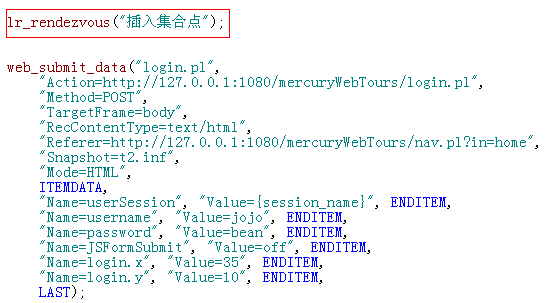 lr_rendezvous("插入集合点");
web_submit_data("login.pl",
"Action=http://127.0.0.1:1080/mercuryWebTours/login.pl",
"Method=POST",
"TargetFrame=body",
"RecContentType=text/html",
"Referer=http://127.0.0.1:1080/mercuryWebTours/nav.pl?in=home",
"Snapshot=t2.inf",
"Mode=HTML",
ITEMDATA,
"Name=userSession", "Value={session_name}", ENDITEM,
"Name=username", "Value=jojo", ENDITEM,
"Name=password", "Value=bean", ENDITEM,
"Name=JSFormSubmit", "Value=off", ENDITEM,
"Name=login.x", "Value=35", ENDITEM,
"Name=login.y", "Value=10", ENDITEM,
LAST);